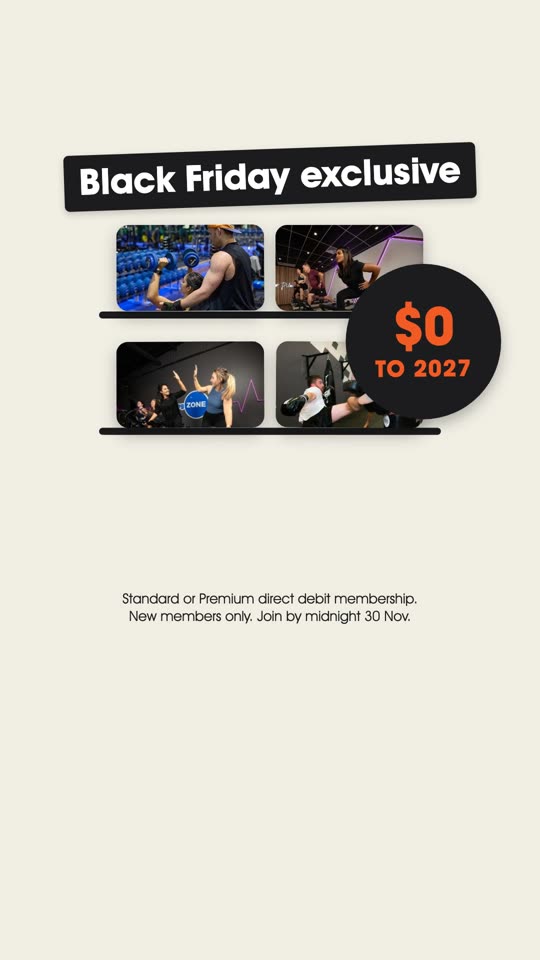 Black Friday exclusive
$0
TO 2027
ZONE
Standard or Premium direct debit membership.
New members only. Join by midnight 30 Nov.